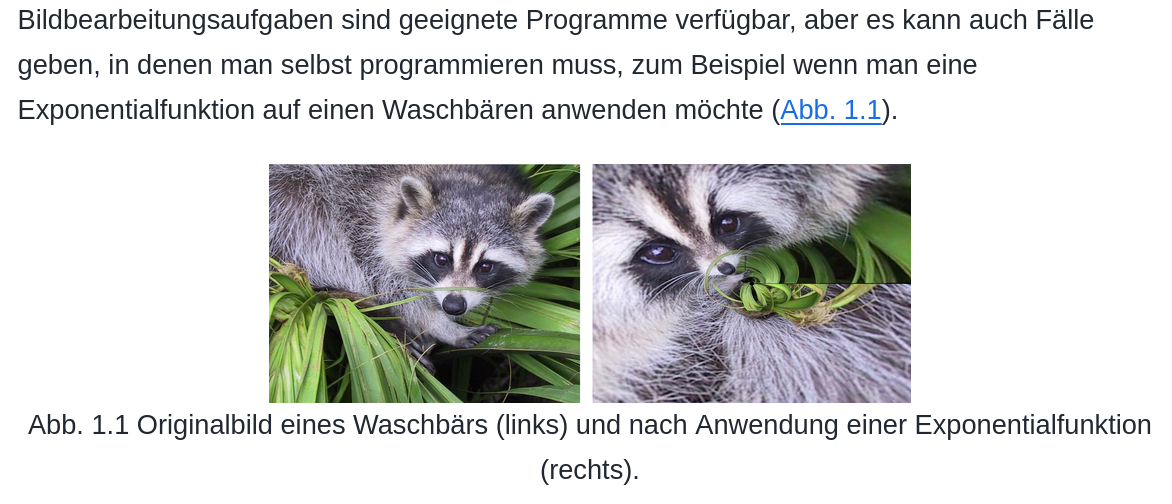 Bildbearbeitungsaufgaben sind geeignete Programme verfügbar, aber es kann auch Fälle
geben, in denen man selbst programmieren muss, zum Beispiel wenn man eine
Exponentialfunktion auf einen Waschbären anwenden möchte (Abb. 1.1).
Abb. 1.1 Originalbild eines Waschbärs (links) und nach Anwendung einer Exponentialfunktion
(rechts).